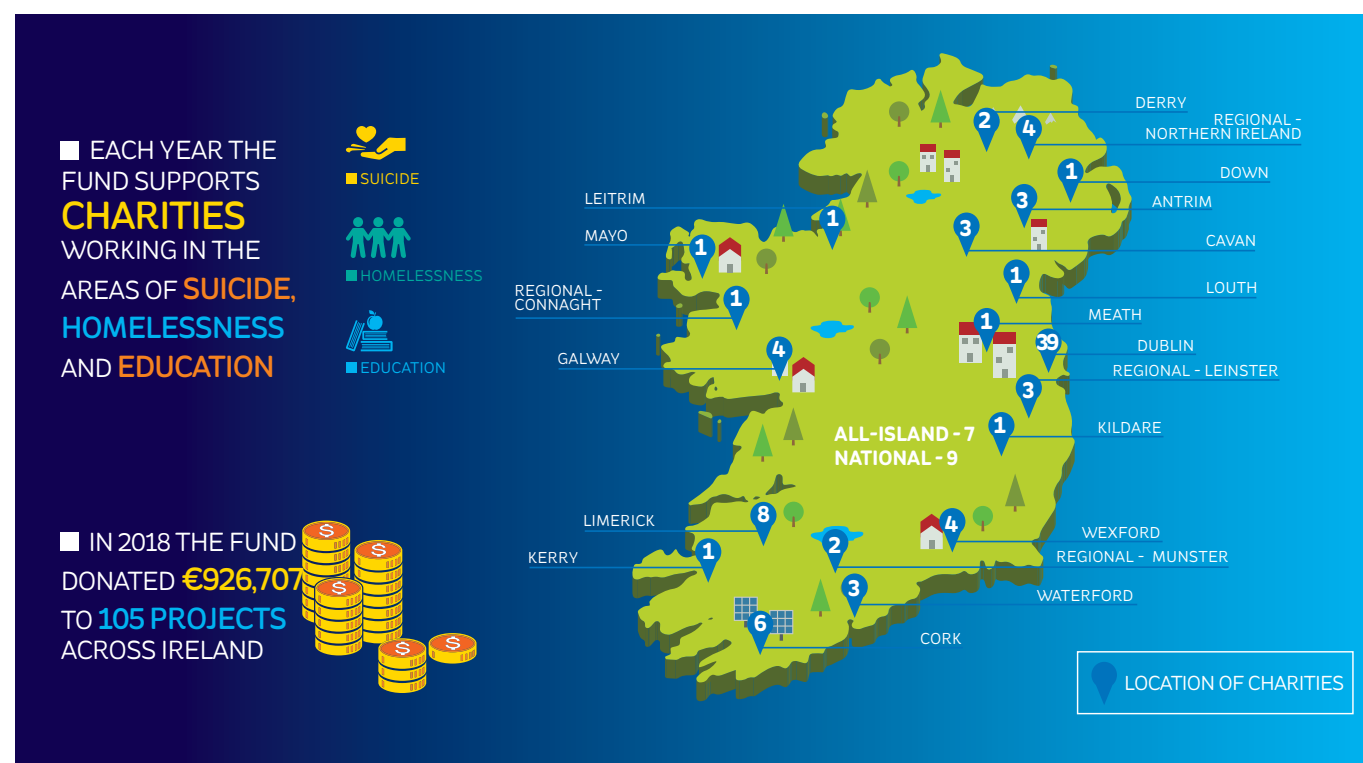 EACH YEAR THE
FUND SUPPORTS
CHARITIES
WORKING IN THE
AREAS OF SUICIDE,
HOMELESSNESS
AND EDUCATION
SUICIDE
HOMELESSNESS
EDUCATION
IN 2018 THE FUND
DONATED €926,707
TO 105 PROJECTS
ACROSS IRELAND
$
$
$
$
$
LEITRIM
1
MAYO
1
REGIONAL -
CONNAGHT
1
GALWAY
4
DERRY
2
REGIONAL -
NORTHERN IRELAND
4
DOWN
1
ANTRIM
3
CAVAN
3
LOUTH
1
MEATH
1
DUBLIN
39
REGIONAL - LEINSTER
3
KILDARE
1
ALL-ISLAND - 7
NATIONAL - 9
LIMERICK
8
KERRY
1
WEXFORD
4
REGIONAL - MUNSTER
2
WATERFORD
3
CORK
6
LOCATION OF CHARITIES